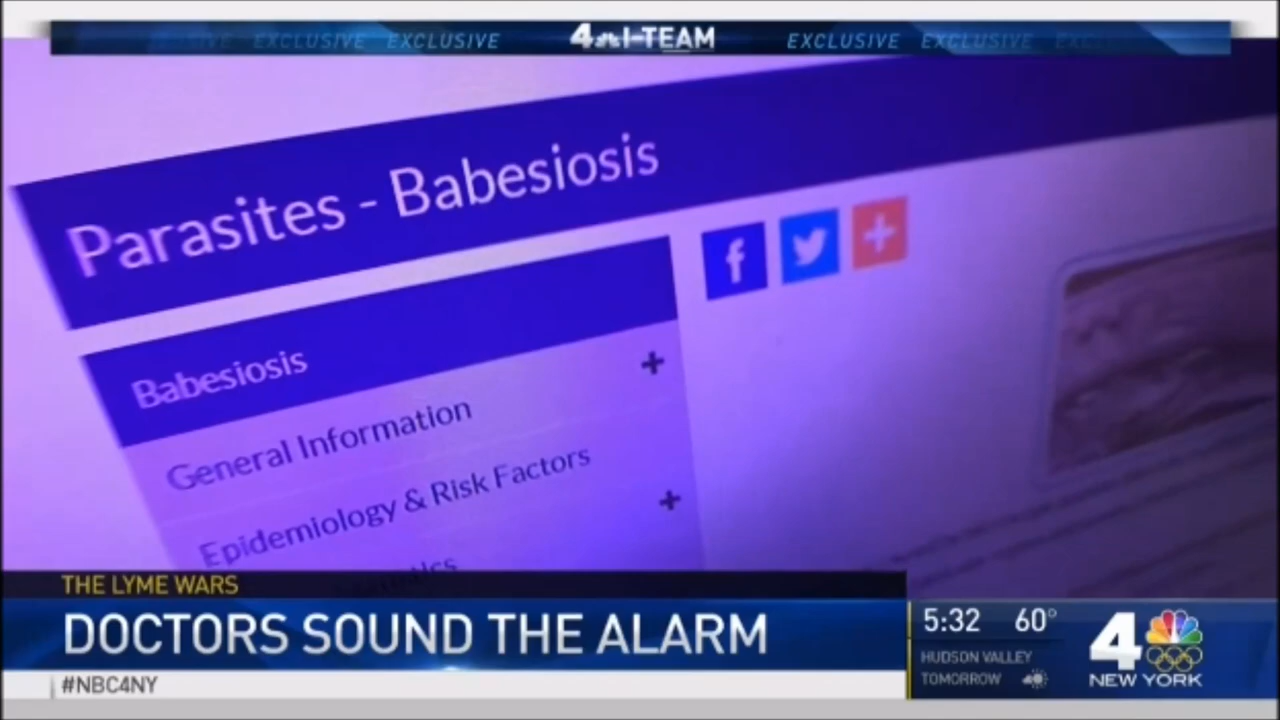 EXCLUSIVE EXCLUSIVE 4 I-TEAM EXCLUSIVE EXCLUSIVE
Parasites - Babesiosis
Babesiosis
General Information
Epidemiology & Risk Factors
THE LYME WARS
DOCTORS SOUND THE ALARM
#NBC4NY
5:32 60°
HUDSON VALLEY
TOMORROW
4
NEW YORK